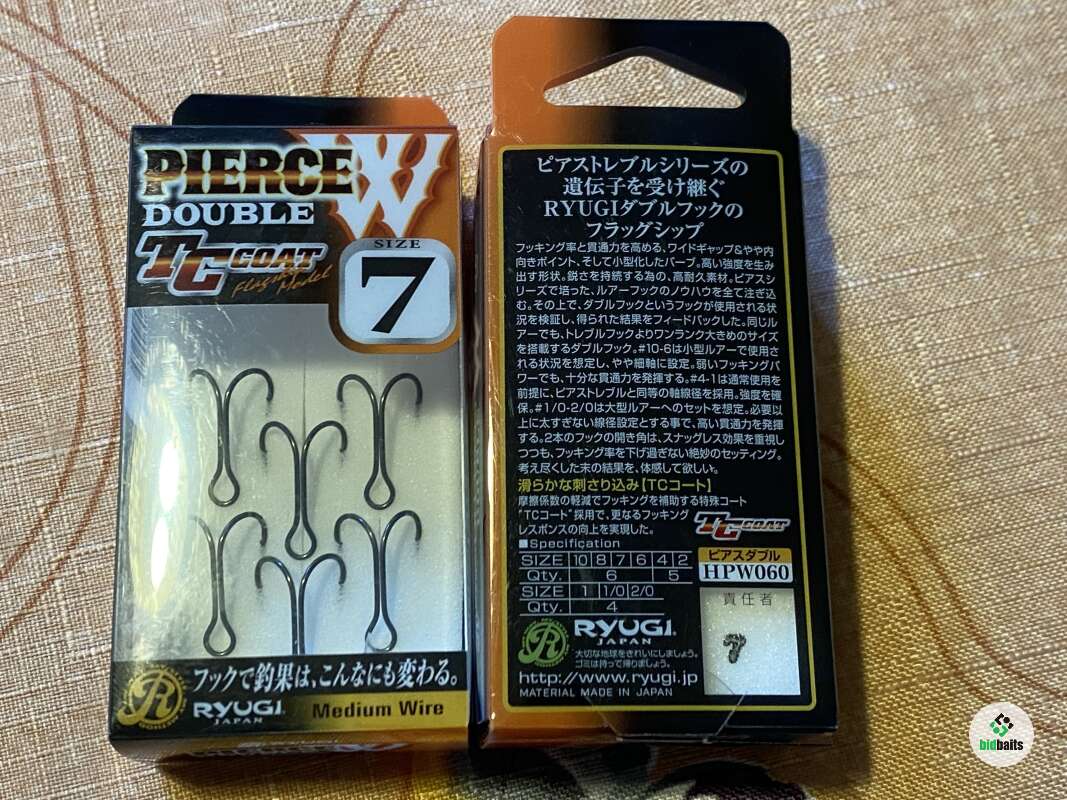 PIERCE W
DOUBLE
TC COAT
Flag Model
SIZE
7
フックで釣果は、こんなにも変わる。
R
RYUGI
JAPAN
Medium Wire
ピアストレブルシリーズの
遺伝子を受け継ぐ
RYUGIダブルフックの
フラッグシップ
フッキング率と貫通力を高める、ワイドギャップ&やや内
向きポイント、そして小型化したバーブ。高い強度を生み
出す形状。鋭さを持続する為の、高耐久素材。ピアスシ
リーズで培った、ルアーフックのノウハウを全て注ぎ込
む。その上で、ダブルフックというフックが使用される状
況を検証し、得られた結果をフィードバックした。同じル
アーでも、トレブルフックよりワンランク大きめのサイズ
を搭載するダブルフック。#10-6は小型ルアーで使用さ
れる状況を想定し、やや細軸に設定。弱いフッキングパ
ワーでも、十分な貫通力を発揮する。#4-1は通常使用を
前提に、ピアストレブルと同等の軸線径を採用。強度を確
保。#1/0-2/0は大型ルアーへのセットを想定。必要以
上に太すぎない線径設定とする事で、高い貫通力を発揮
する。2本のフックの開き角は、スナッグレス効果を重視し
つつも、フッキング率を下げ過ぎない絶妙のセッティング。
考え尽くした末の結果を、体感して欲しい。
滑らかな刺さり込み【TCコート】
摩擦係数の軽減でフッキングを補助する特殊コート
"TCコート"採用で、更なるフッキング
レスポンスの向上を実現した。
TC COAT
■Specification
SIZE 10 8 7 6 4 2
Qty. 6 5
SIZE 1 1/0 2/0
Qty. 4
ピアスダブル
HPW060
責任者
7
R
RYUGI
JAPAN
大切な地球をきれいにしましょう。
ゴミは持って帰りましょう。
http://www.ryugi.jp
MATERIAL MADE IN JAPAN
bidbaits